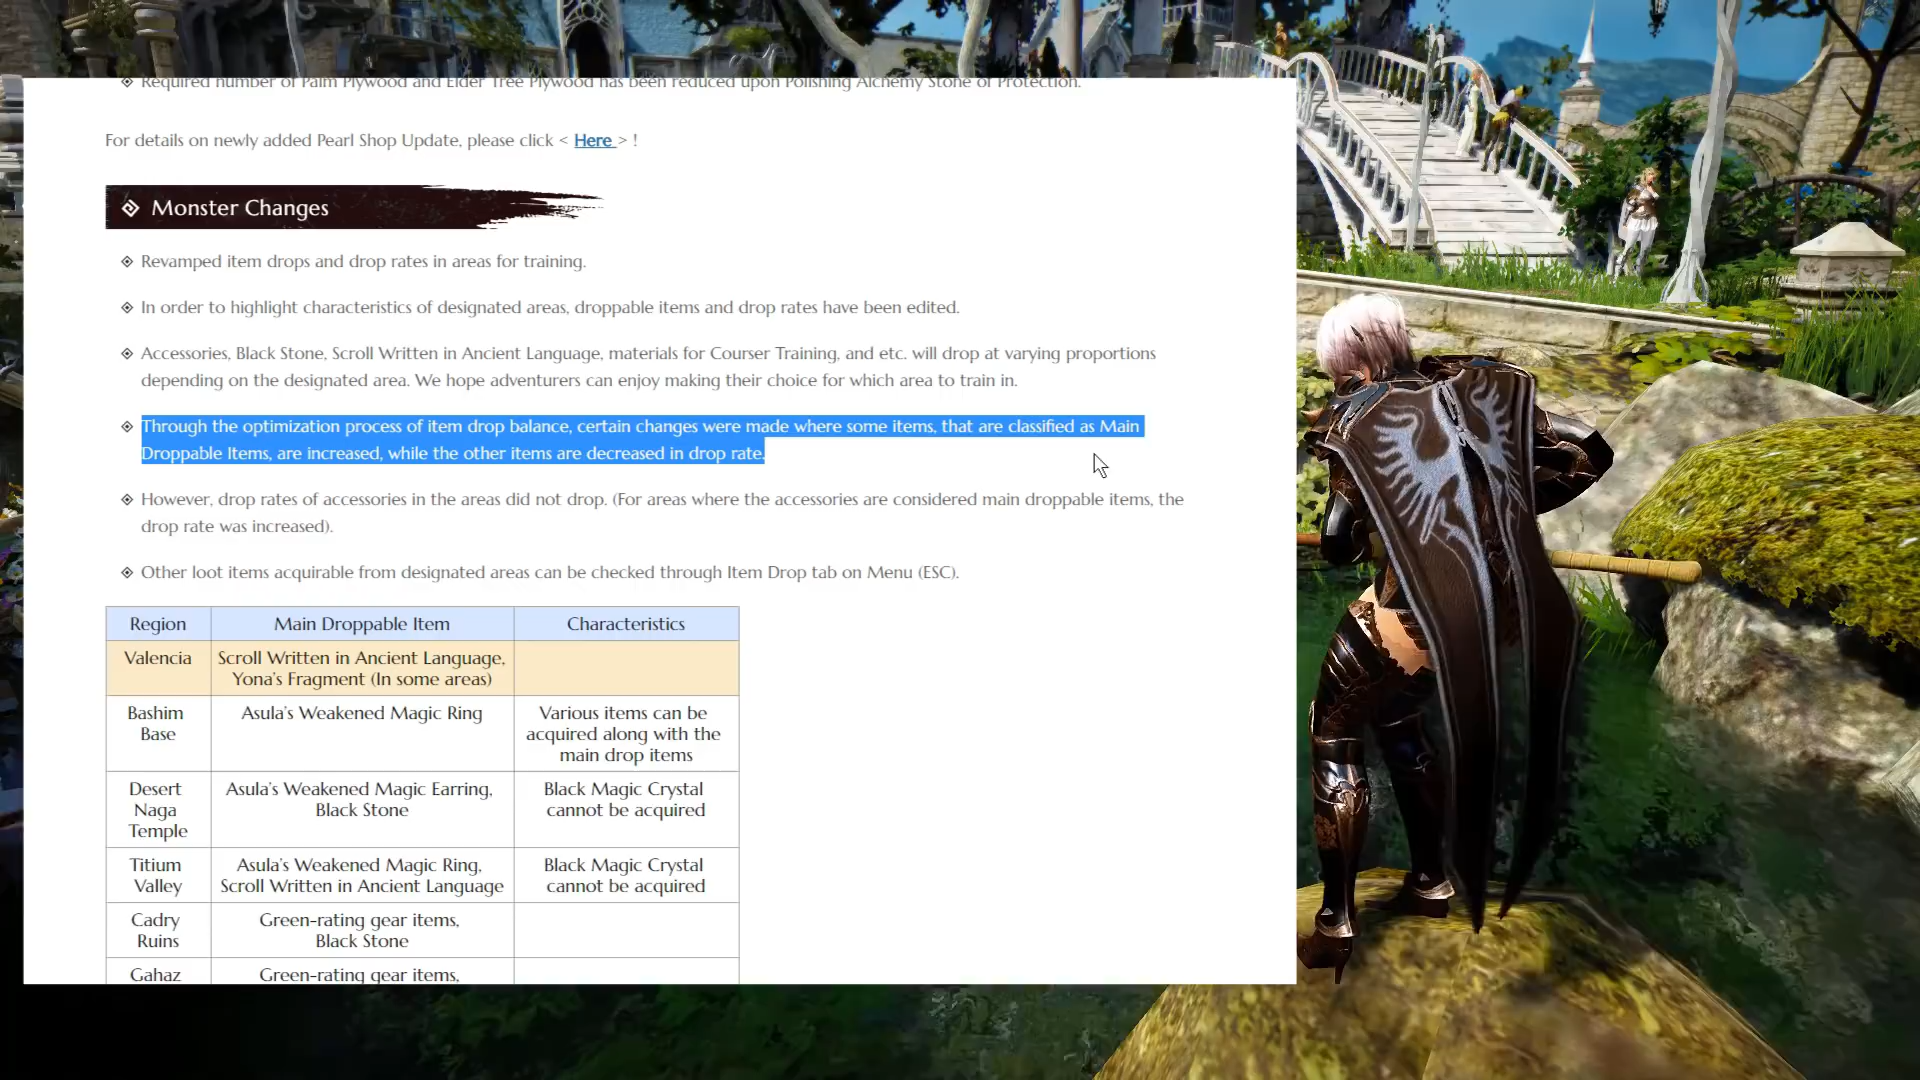 Required number of Palm Plywood and Elder Tree Plywood has been reduced upon Polishing Alchemy Stone of Protection.
For details on newly added Pearl Shop Update, please click < Here > !
Monster Changes
Revamped item drops and drop rates in areas for training.
In order to highlight characteristics of designated areas, droppable items and drop rates have been edited.
Accessories, Black Stone, Scroll Written in Ancient Language, materials for Courser Training, and etc. will drop at varying proportions
depending on the designated area. We hope adventurers can enjoy making their choice for which area to train in.
Through the optimization process of item drop balance, certain changes were made where some items, that are classified as Main
Droppable Items, are increased, while the other items are decreased in drop rate.
However, drop rates of accessories in the areas did not drop. (For areas where the accessories are considered main droppable items, the
drop rate was increased).
Other loot items acquirable from designated areas can be checked through Item Drop tab on Menu (ESC).
Region Main Droppable Item Characteristics
Valencia
Scroll Written in Ancient Language,
Yona's Fragment (In some areas)
Bashim
Base
Asula's Weakened Magic Ring
Various items can be
acquired along with the
main drop items
Desert
Naga
Temple
Asula's Weakened Magic Earring,
Black Stone
Black Magic Crystal
cannot be acquired
Titium
Valley
Asula's Weakened Magic Ring,
Scroll Written in Ancient Language
Black Magic Crystal
cannot be acquired
Cadry
Ruins
Green-rating gear items,
Black Stone
Gahaz
Green-rating gear items,